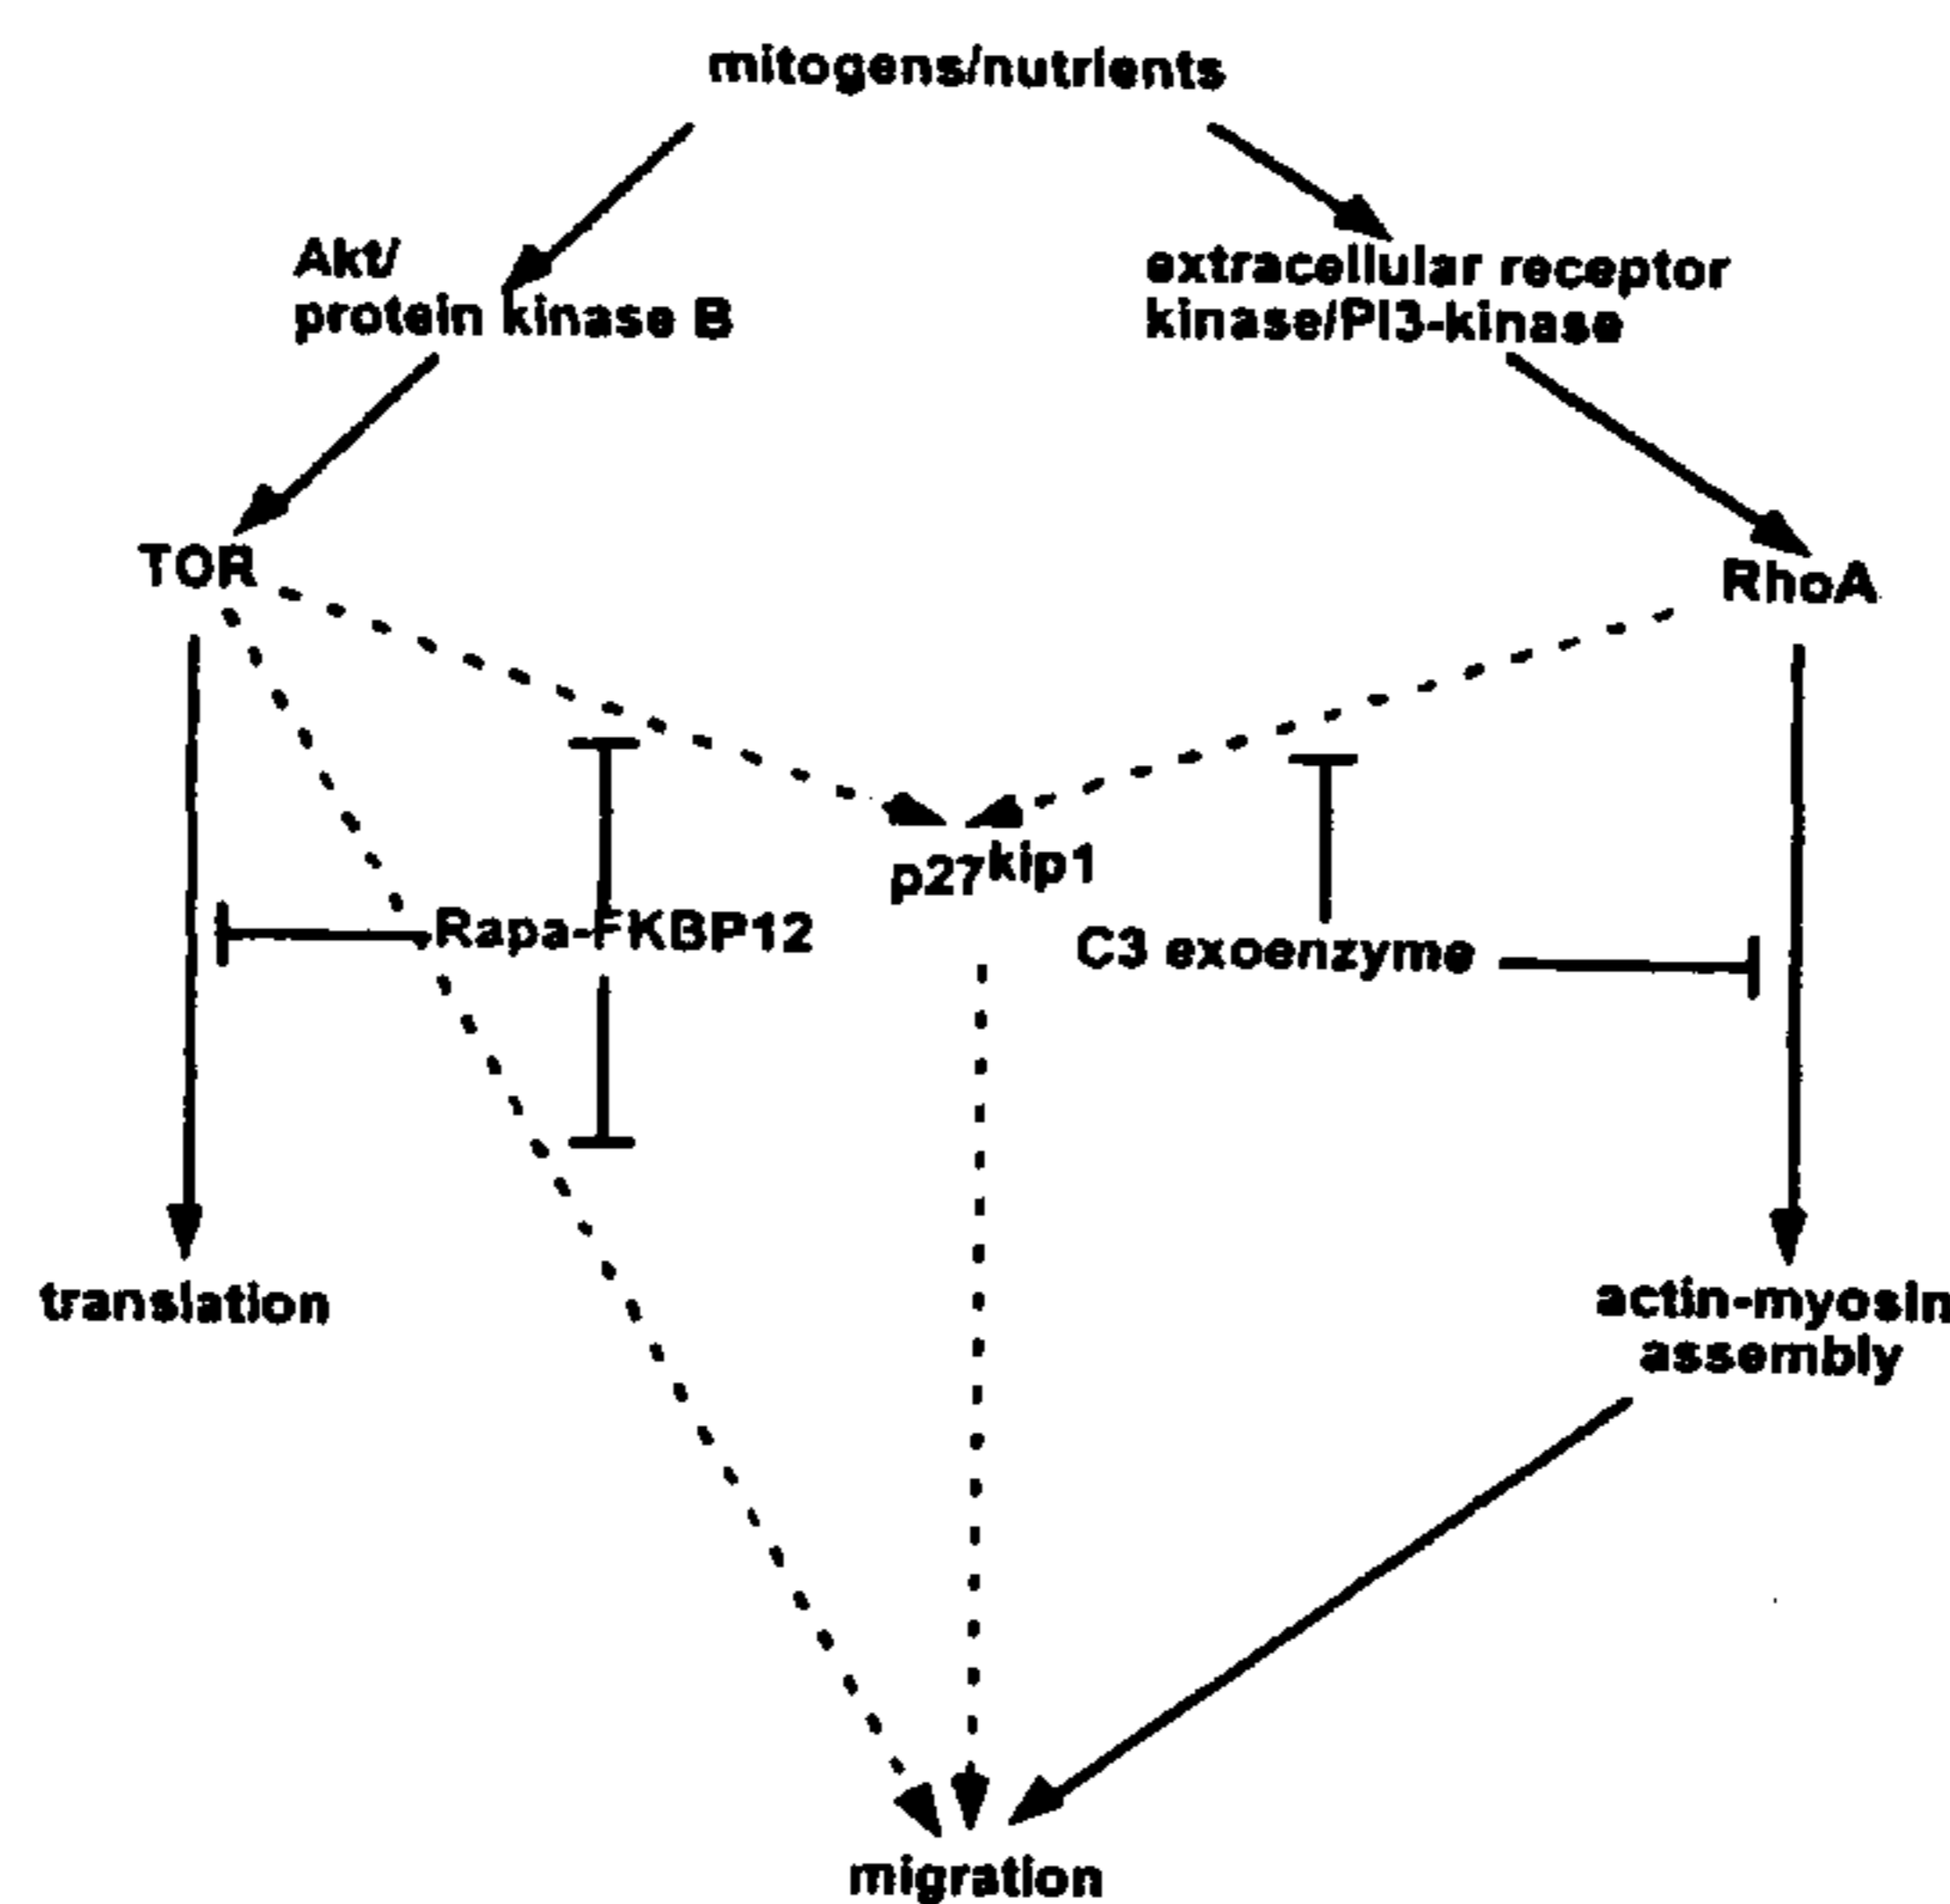 mitogens/nutrients
Akt/
protein kinase B
extracellular receptor
kinase/PI3-kinase
TOR
RhoA
p27kip1
Rapa-FKBP12
C3 exoenzyme
translation
actin-myosin
assembly
migration